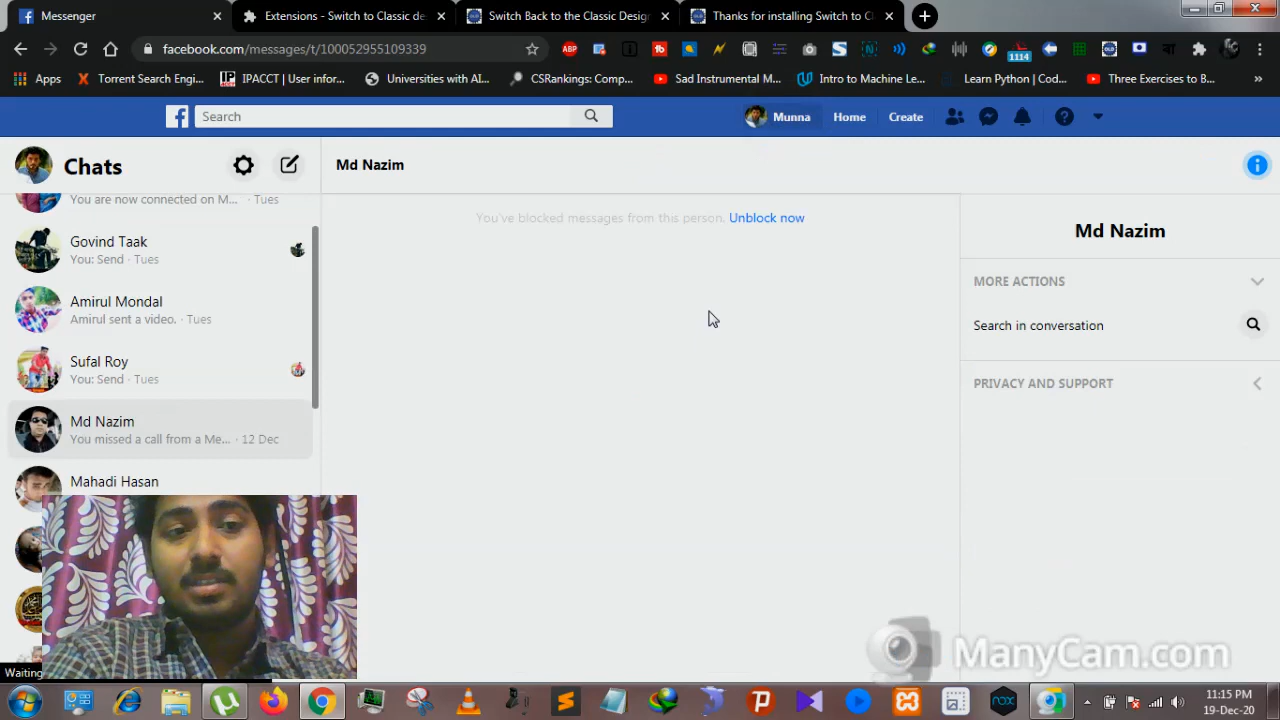 Messenger
Extensions - Switch to Classic de
Switch Back to the Classic Desig
Thanks for installing Switch to C
facebook.com/messages/t/100052955109339
1114
Apps
Torrent Search Engi...
IPACCT | User infor...
Universities with AI...
CSRankings: Comp...
Sad Instrumental M...
Intro to Machine Le...
Learn Python | Cod...
Three Exercises to B...
Search
Munna
Home
Create
Chats
Md Nazim
You are now connected on M... · Tues
You've blocked messages from this person. Unblock now
Md Nazim
Govind Taak
You: Send · Tues
MORE ACTIONS
Amirul Mondal
Amirul sent a video. · Tues
Search in conversation
Sufal Roy
You: Send · Tues
PRIVACY AND SUPPORT
Md Nazim
You missed a call from a Me... · 12 Dec
Mahadi Hasan
Waiting
ManyCam.com
11:15 PM
19-Dec-20